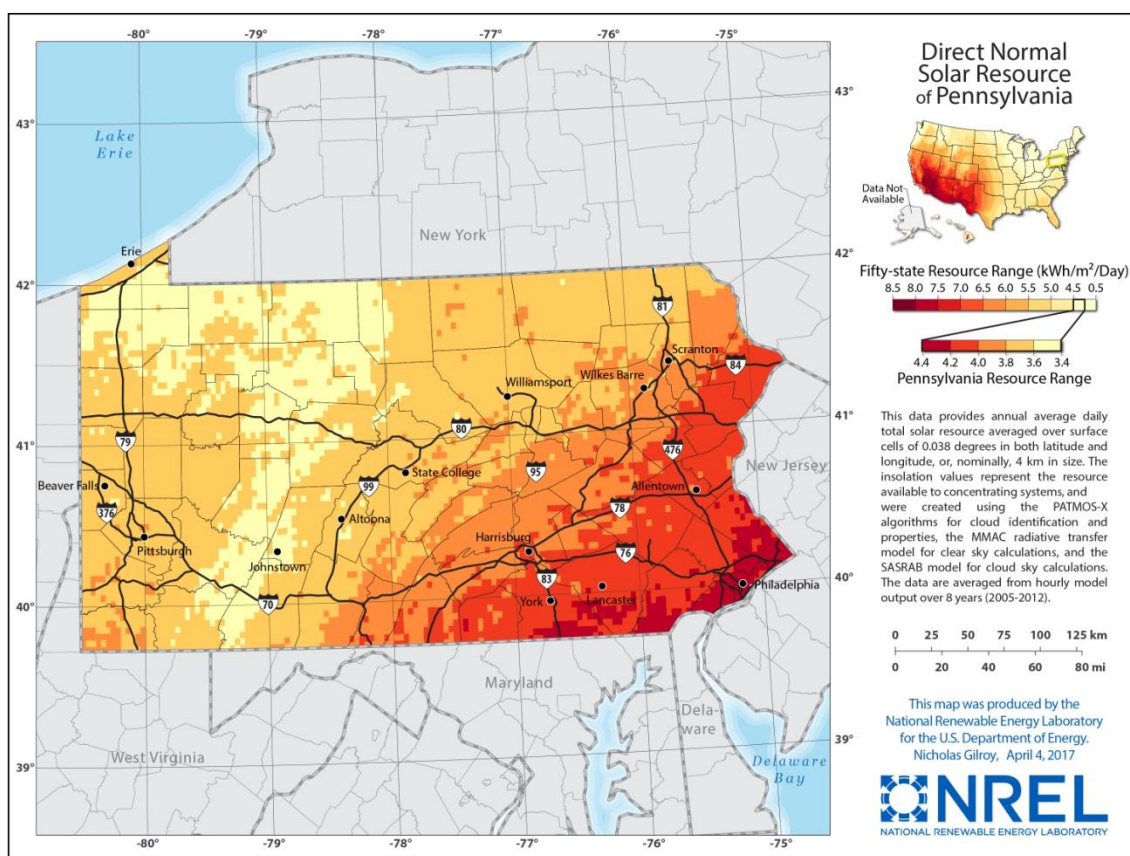 -80°
-79°
-78°
-77°
-76°
-75°
43°
43°
Lake
Erie
New York
Erie
42°
42°
81
Scranton
84
Wilkes Barre
Williamsport
80
41°
41°
79
476
New Jersey
State College
95
Beaver Falls
99
Allentown
376
78
Altoona
Harrisburg
Pittsburgh
Johnstown
76
83
Philadelphia
40°
40°
70
York
Lancaster
Maryland
Dela-
ware
West Virginia
39°
39°
Delaware
Bay
-80°
-79°
-78°
-77°
-76°
-75°
Direct Normal
Solar Resource
of Pennsylvania
Data Not
Available
Fifty-state Resource Range (kWh/m²/Day)
8.5 8.0 7.5 7.0 6.5 6.0 5.5 5.0 4.5 0.5
4.4 4.2 4.0 3.8 3.6 3.4
Pennsylvania Resource Range
This data provides annual average daily
total solar resource averaged over surface
cells of 0.038 degrees in both latitude and
longitude, or, nominally, 4 km in size. The
insolation values represent the resource
available to concentrating systems, and
were created using the PATMOS-X
algorithms for cloud identification and
properties, the MMAC radiative transfer
model for clear sky calculations, and the
SASRAB model for cloud sky calculations.
The data are averaged from hourly model
output over 8 years (2005-2012).
0 25 50 75 100 125 km
0 20 40 60 80 mi
This map was produced by the
National Renewable Energy Laboratory
for the U.S. Department of Energy.
Nicholas Gilroy, April 4, 2017
NREL
NATIONAL RENEWABLE ENERGY LABORATORY